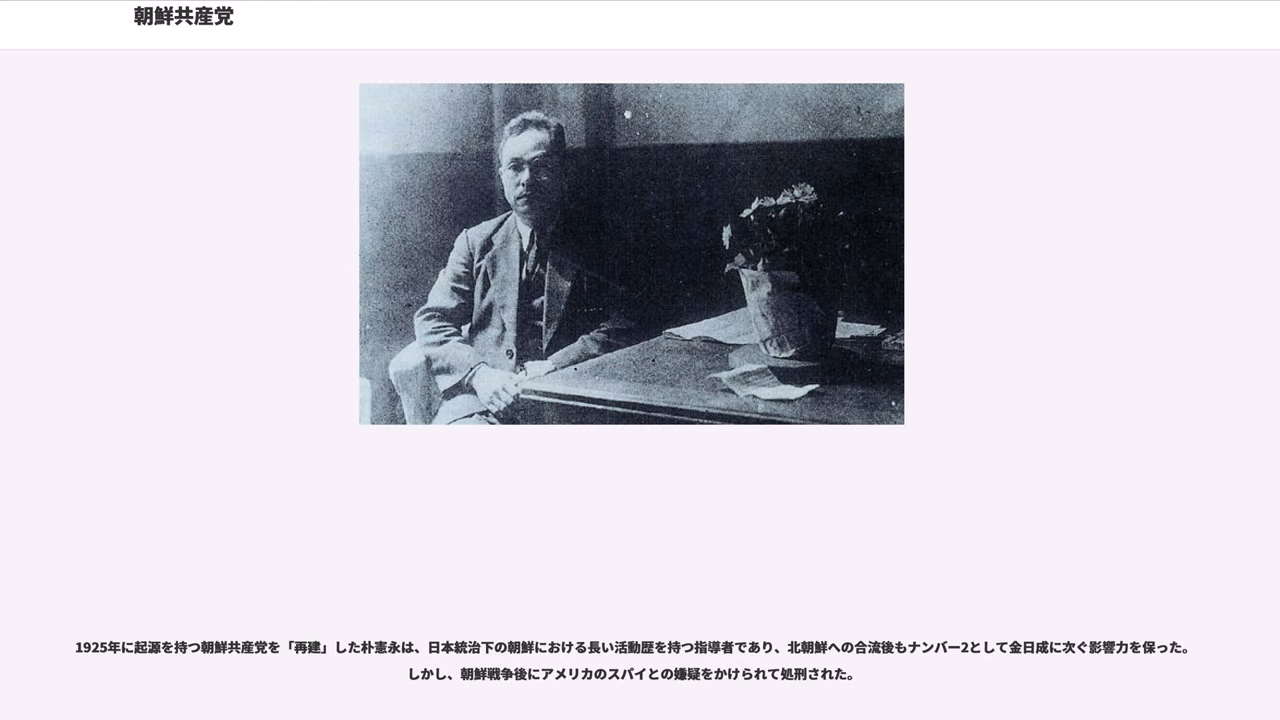 朝鮮共産党
1925年に起源を持つ朝鮮共産党を「再建」した朴憲永は、日本統治下の朝鮮における長い活動歴を持つ指導者であり、北朝鮮への合流後もナンバー2として金日成に次ぐ影響力を保った。
しかし、朝鮮戦争後にアメリカのスパイとの嫌疑をかけられて処刑された。